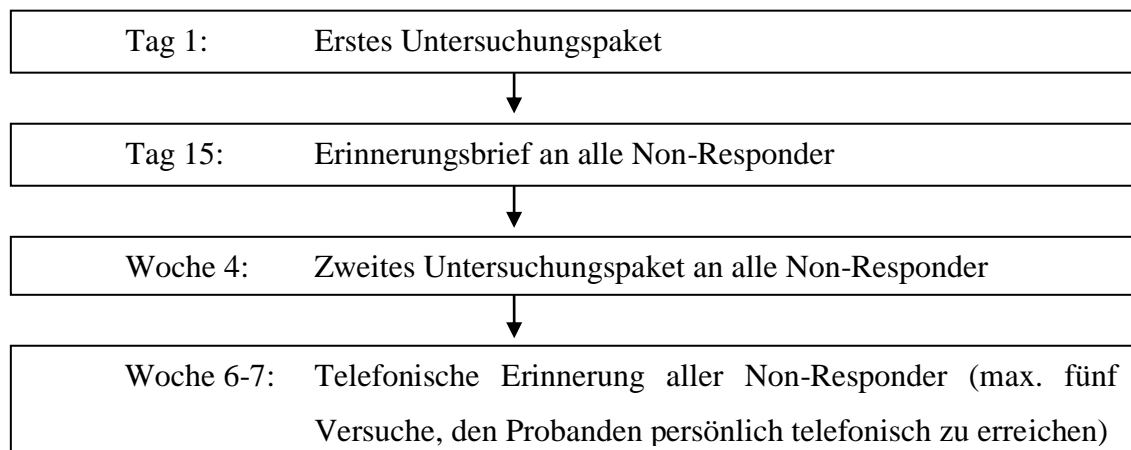 Tag 1: Erstes Untersuchungspaket
Tag 15: Erinnerungsbrief an alle Non-Responder
Woche 4: Zweites Untersuchungspaket an alle Non-Responder
Woche 6-7: Telefonische Erinnerung aller Non-Responder (max. fünf
Versuche, den Probanden persönlich telefonisch zu erreichen)